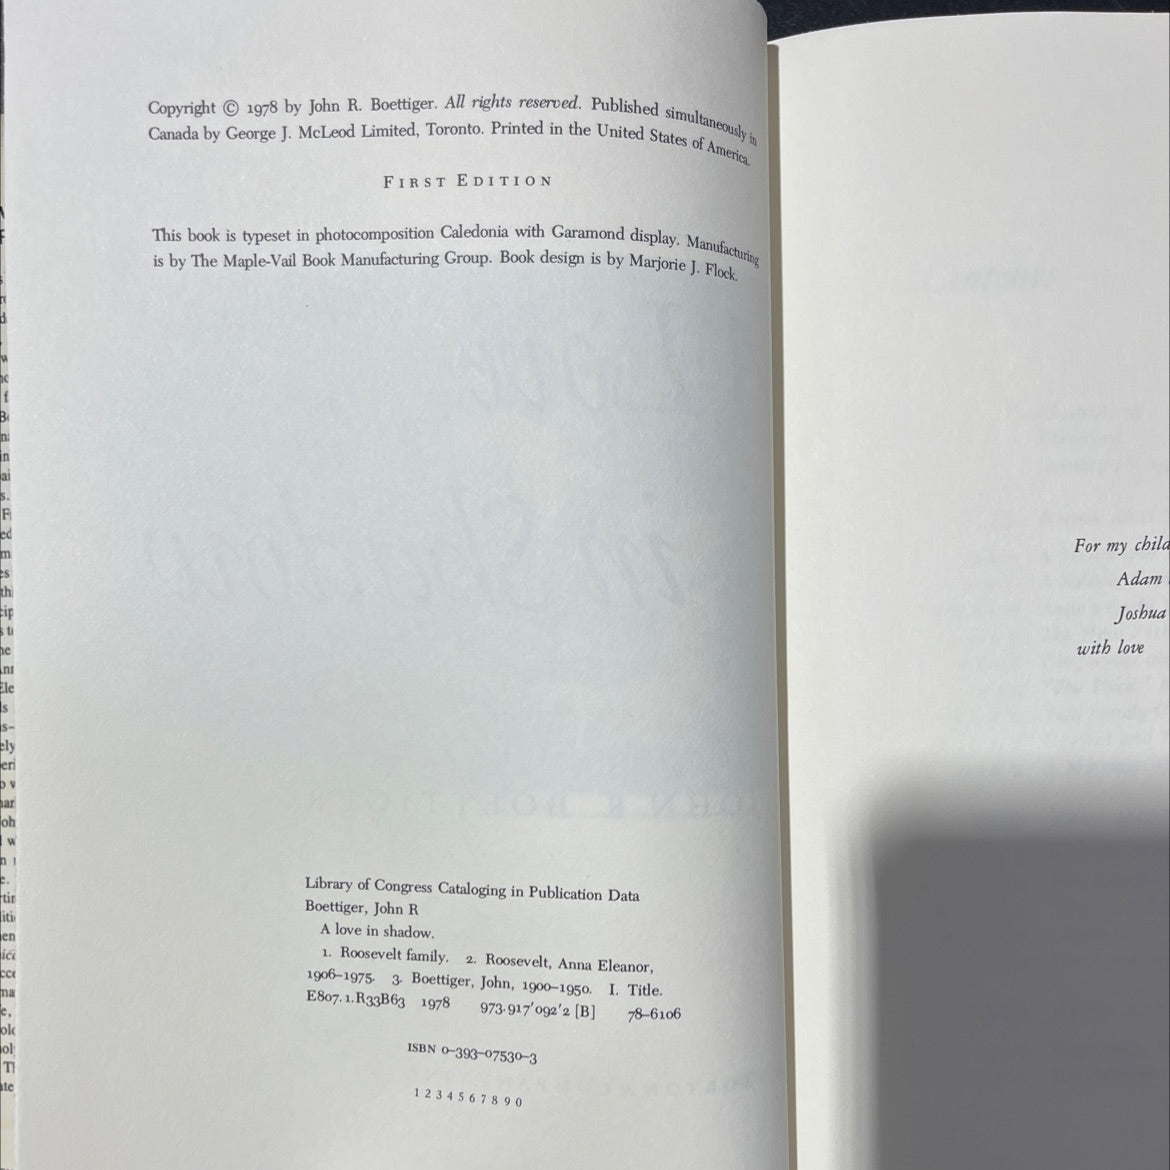 Copyright © 1978 by John R. Boettiger. All rights reserved. Published simultaneously in
Canada by George J. McLeod Limited, Toronto. Printed in the United States of America.
FIRST EDITION
This book is typeset in photocomposition Caledonia with Garamond display. Manufacturing
is by The Maple-Vail Book Manufacturing Group. Book design is by Marjorie J. Flock.
Library of Congress Cataloging in Publication Data
Boettiger, John R
A love in shadow.
1. Roosevelt family. 2. Roosevelt, Anna Eleanor,
1906–1975. 3. Boettiger, John, 1900–1950. I. Title.
E807.1.R33B63 1978 973.917′092′2 [B] 78–6106
ISBN 0–393–07530–3
1 2 3 4 5 6 7 8 9 0
For my child
Adam
Joshua
with love